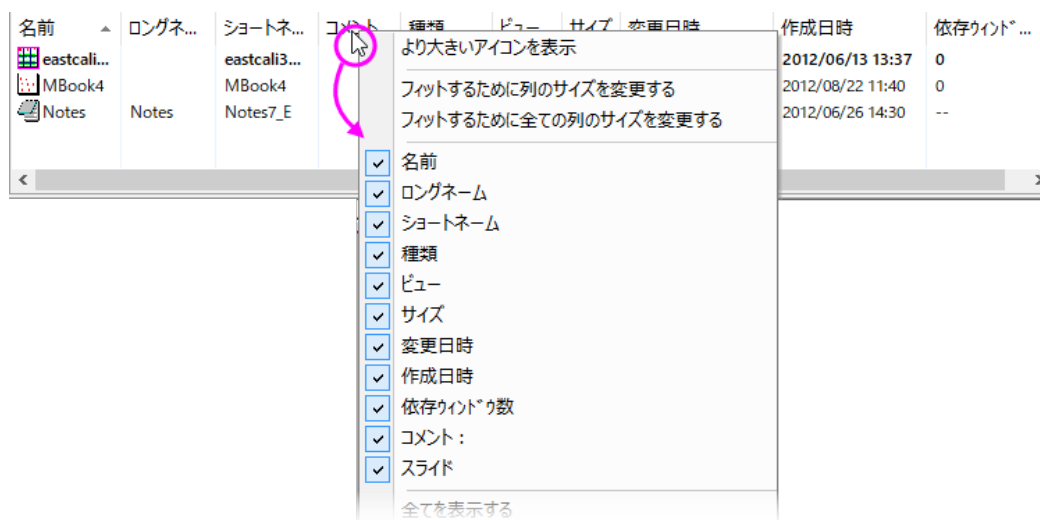 名前 ロングネ... ショートネ... コメント 種類 ビュー サイズ 変更日時 作成日時 依存ウィンド...
eastcali... eastcali3... 2012/06/13 13:37 0
MBook4 MBook4 2012/08/22 11:40 0
Notes Notes Notes7_E 2012/06/26 14:30 --
より大きいアイコンを表示
フィットするために列のサイズを変更する
フィットするために全ての列のサイズを変更する
名前
ロングネーム
ショートネーム
種類
ビュー
サイズ
変更日時
作成日時
依存ウィンドウ数
コメント：
スライド
全てを表示する